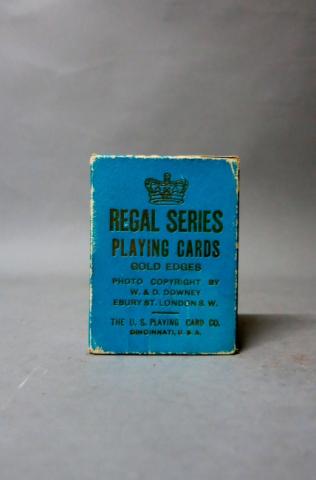 REGAL SERIES
PLAYING CARDS
GOLD EDGES
PHOTO COPYRIGHT BY
W. & D. DOWNEY
EBURY ST. LONDON S. W.
THE U. S. PLAYING CARD CO.
CINCINNATI, U. S. A.